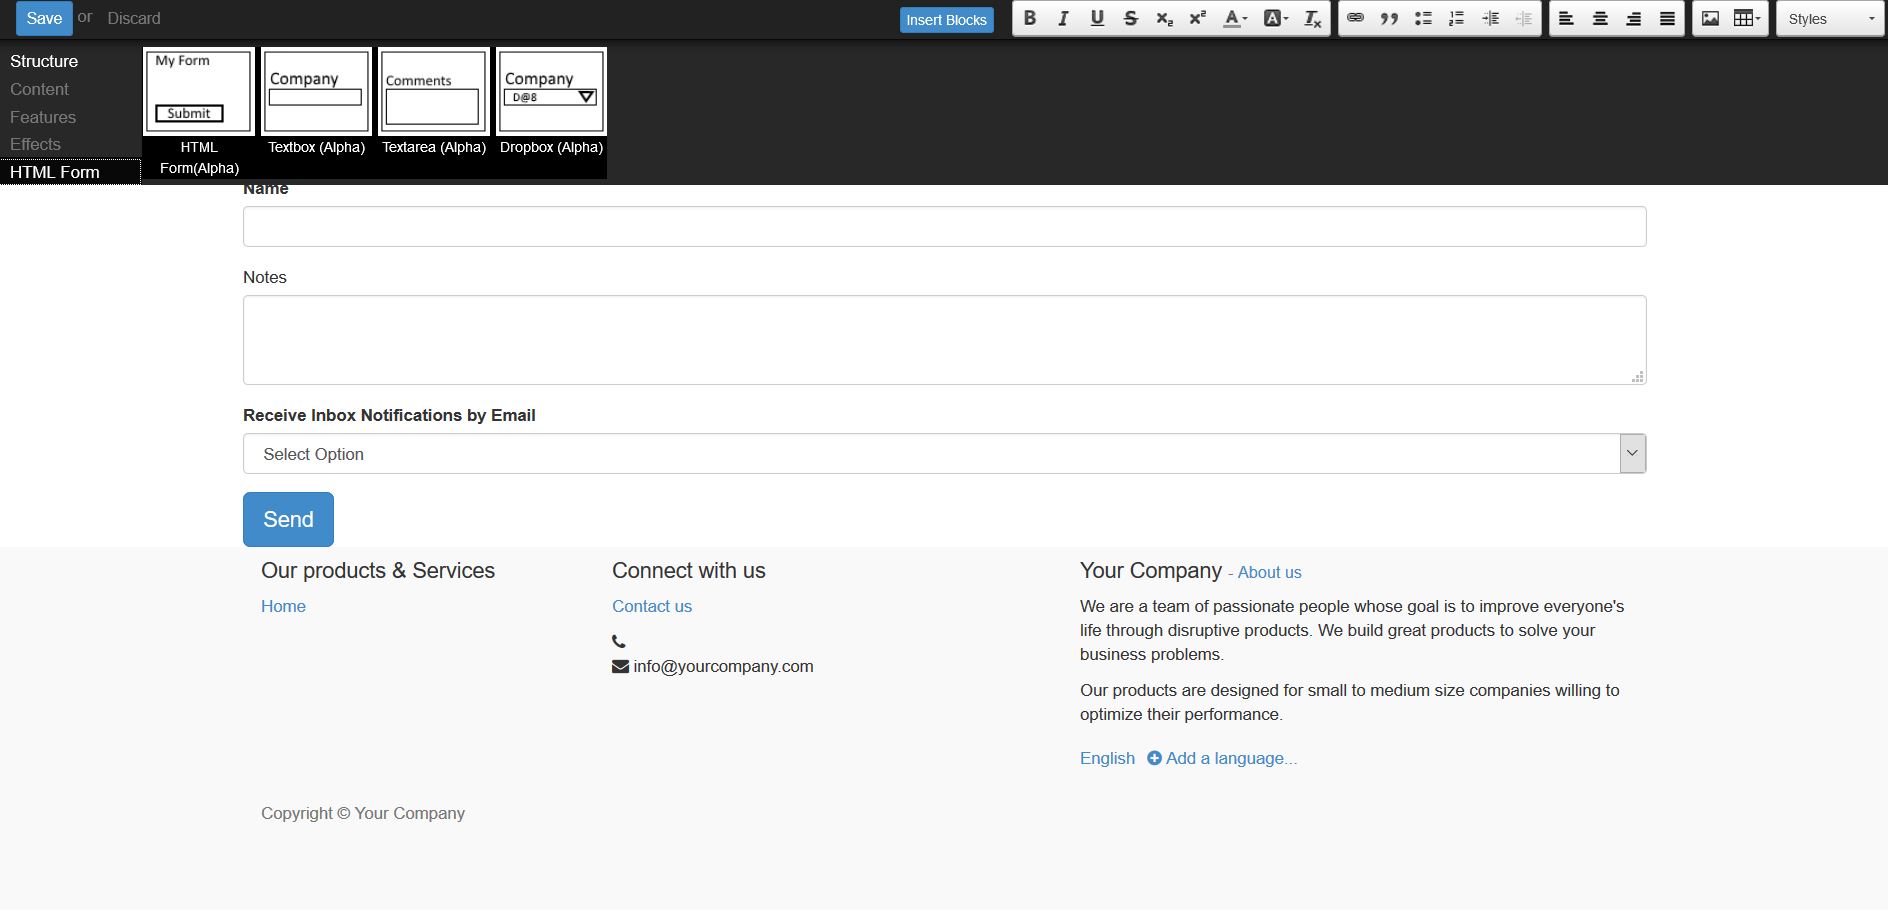 Save or Discard Insert Blocks B I U S x₂ x² A A Tx Styles
Structure
Content
Features
Effects
HTML Form
My Form
Submit
HTML
Form(Alpha)
Company
Textbox (Alpha)
Comments
Textarea (Alpha)
Company
D@8
Dropbox (Alpha)
Name
Notes
Receive Inbox Notifications by Email
Select Option
Send
Our products & Services
Home
Connect with us
Contact us
info@yourcompany.com
Your Company - About us
We are a team of passionate people whose goal is to improve everyone's
life through disruptive products. We build great products to solve your
business problems.
Our products are designed for small to medium size companies willing to
optimize their performance.
English Add a language...
Copyright © Your Company